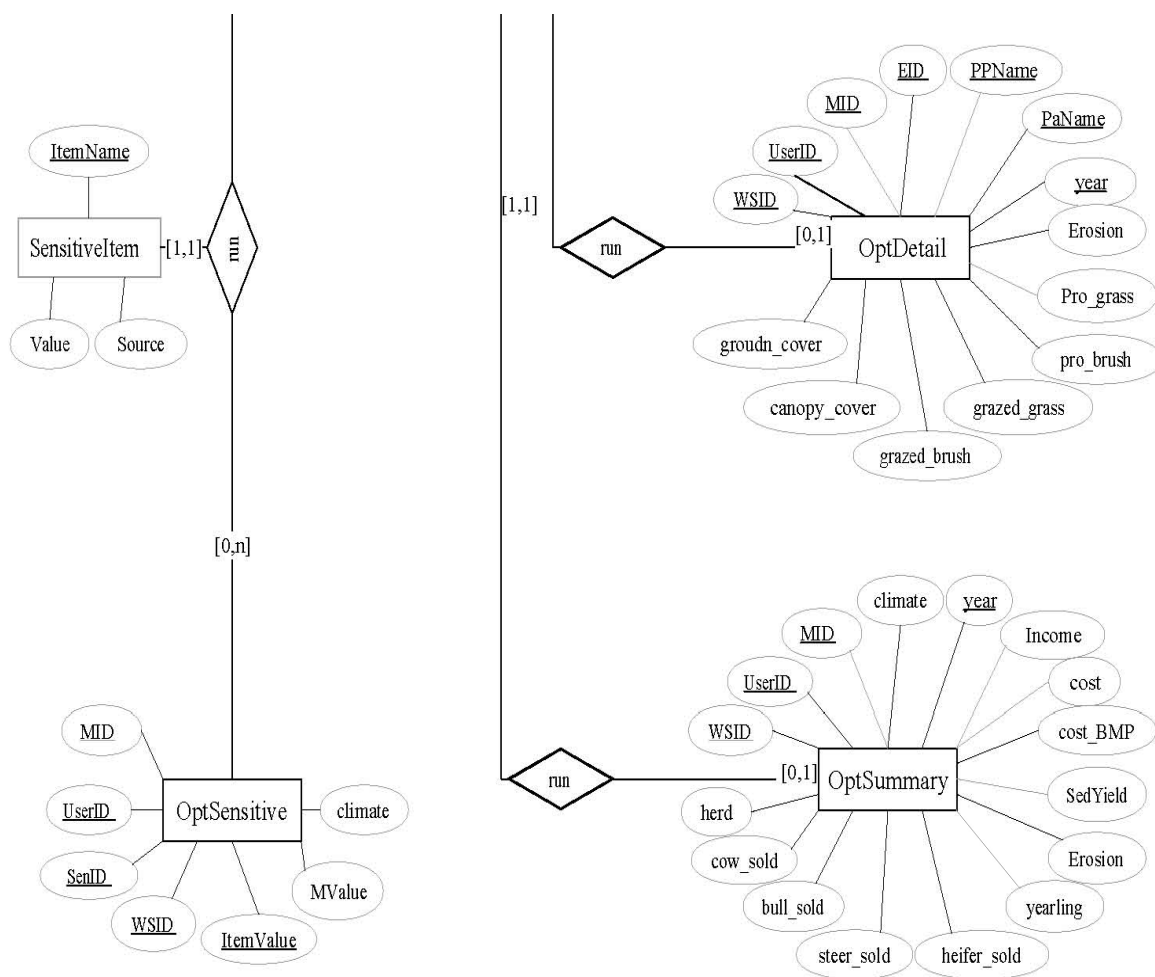 ItemName
SensitiveItem
[1,1]
run
Value
Source
[0,n]
MID
UserID
SenID
WSID
ItemValue
MValue
climate
OptSensitive
[1,1]
run
[0,1]
OptDetail
WSID
UserID
MID
EID
PPName
PaName
year
Erosion
Pro_grass
pro_brush
grazed_grass
grazed_brush
canopy_cover
groudn_cover
run
[0,1]
OptSummary
WSID
UserID
MID
climate
year
Income
cost
cost_BMP
SedYield
Erosion
yearling
heifer_sold
steer_sold
bull_sold
cow_sold
herd